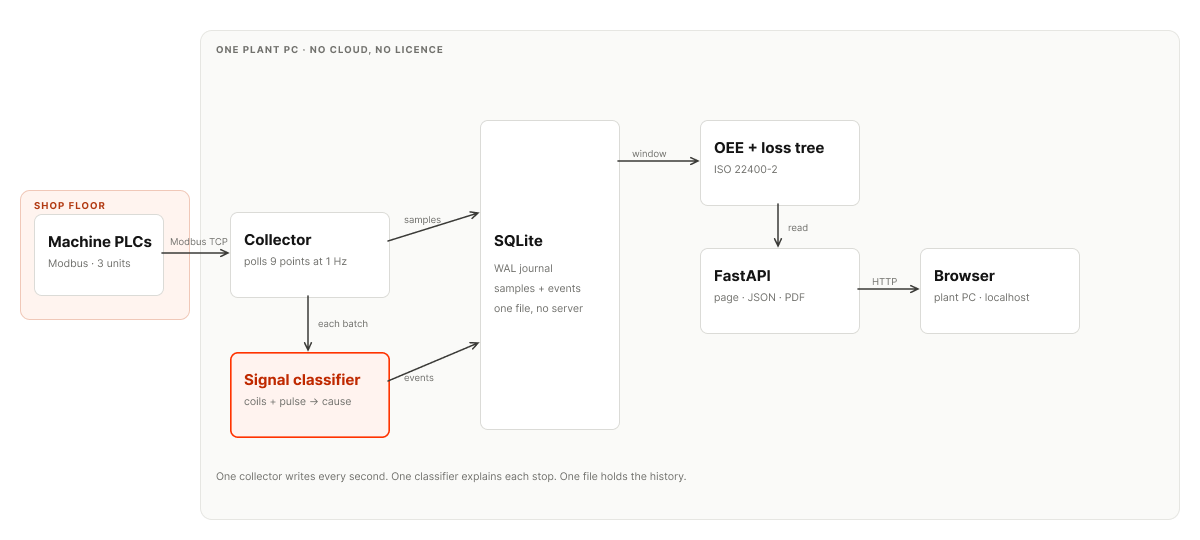 ONE PLANT PC · NO CLOUD, NO LICENCE
SHOP FLOOR
Machine PLCs
Modbus · 3 units
Modbus TCP
Collector
polls 9 points at 1 Hz
each batch
Signal classifier
coils + pulse → cause
samples
events
SQLite
WAL journal
samples + events
one file, no server
window
OEE + loss tree
ISO 22400-2
read
FastAPI
page · JSON · PDF
HTTP
Browser
plant PC · localhost
One collector writes every second. One classifier explains each stop. One file holds the history.